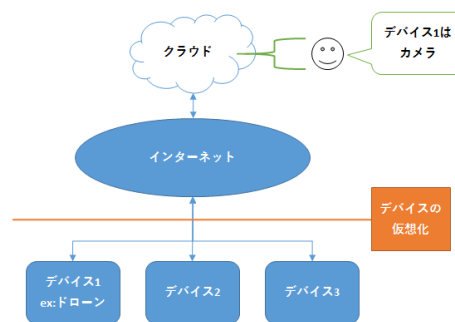 クラウド
デバイス1は
カメラ
インターネット
デバイスの
仮想化
デバイス1
ex:ドローン
デバイス2
デバイス3